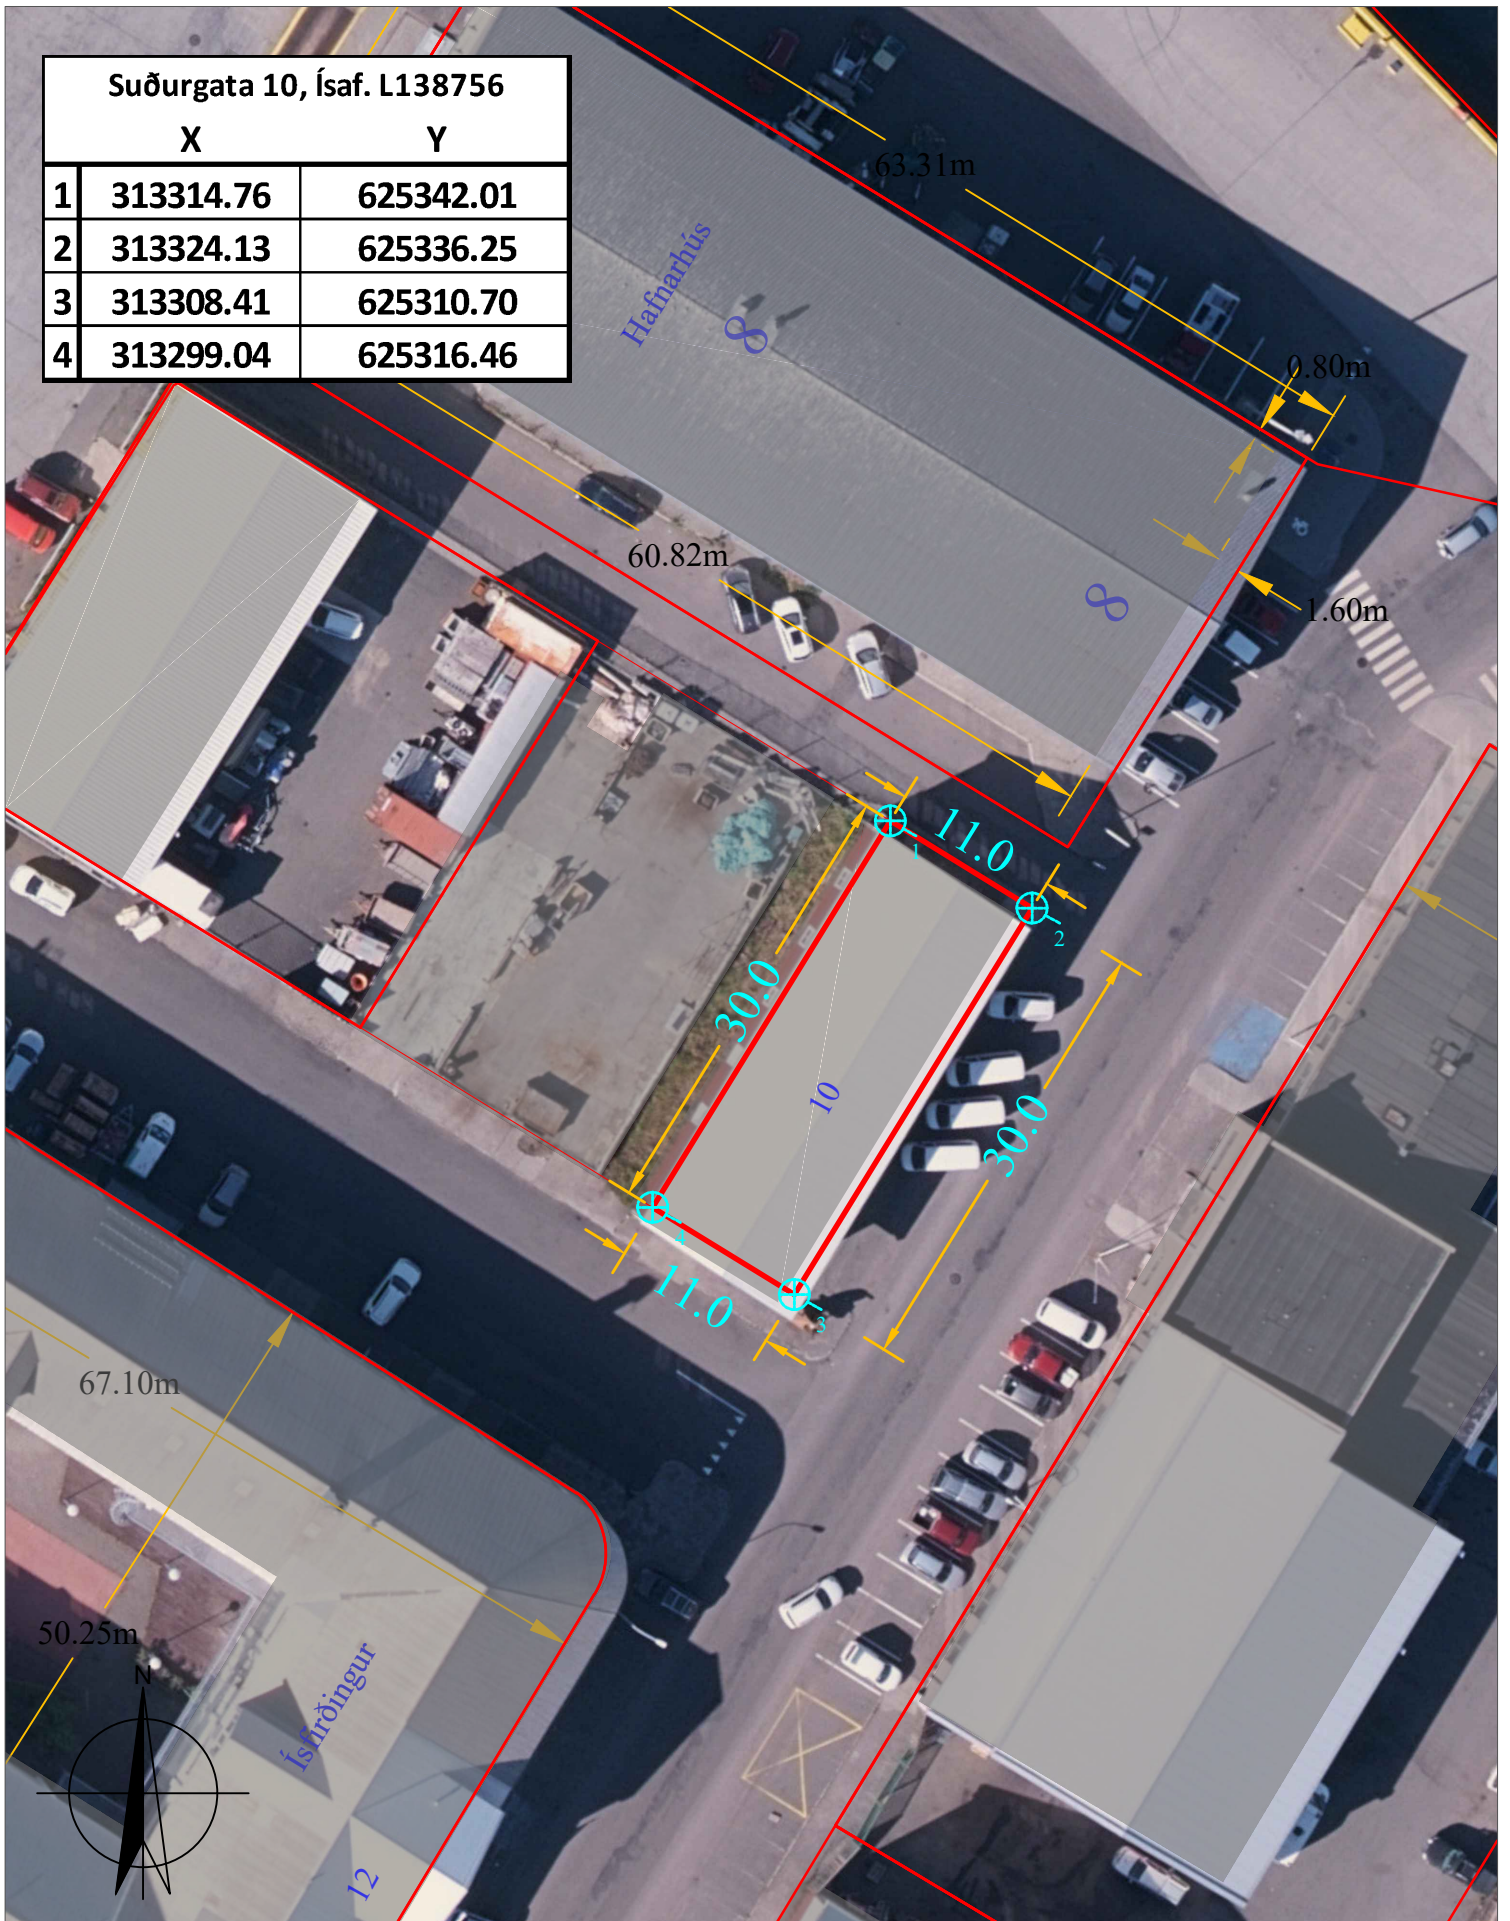 Suðurgata 10, Ísaf. L138756
X Y
1 313314.76 625342.01
2 313324.13 625336.25
3 313308.41 625310.70
4 313299.04 625316.46
63.31m
Hafnarhús
8
0.80m
60.82m
8
1.60m
11.0
1
2
30.0
10
30.0
4
11.0
3
67.10m
50.25m
Ísfirðingur
N
12